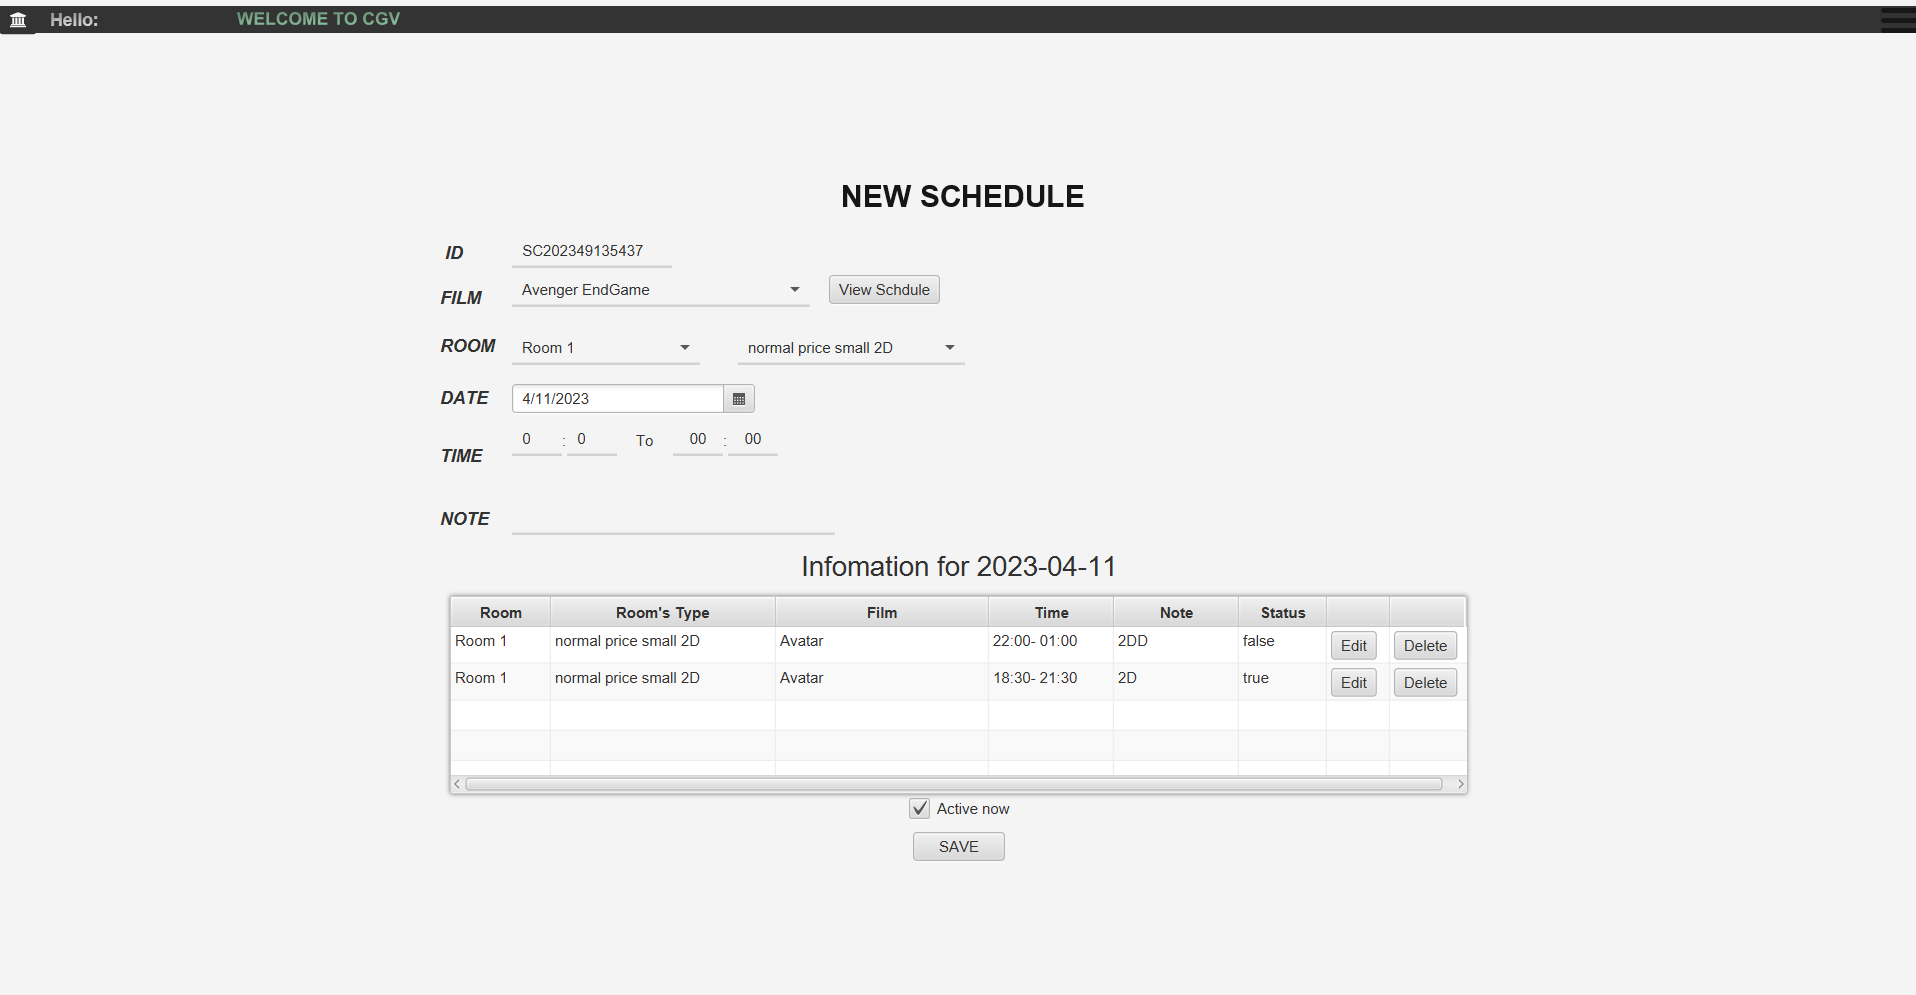 Hello: WELCOME TO CGV
NEW SCHEDULE
ID SC202349135437
FILM Avenger EndGame View Schdule
ROOM Room 1 normal price small 2D
DATE 4/11/2023
TIME 0 : 0 To 00 : 00
NOTE
Infomation for 2023-04-11
Room Room's Type Film Time Note Status
Room 1 normal price small 2D Avatar 22:00- 01:00 2DD false Edit Delete
Room 1 normal price small 2D Avatar 18:30- 21:30 2D true Edit Delete
Active now
SAVE